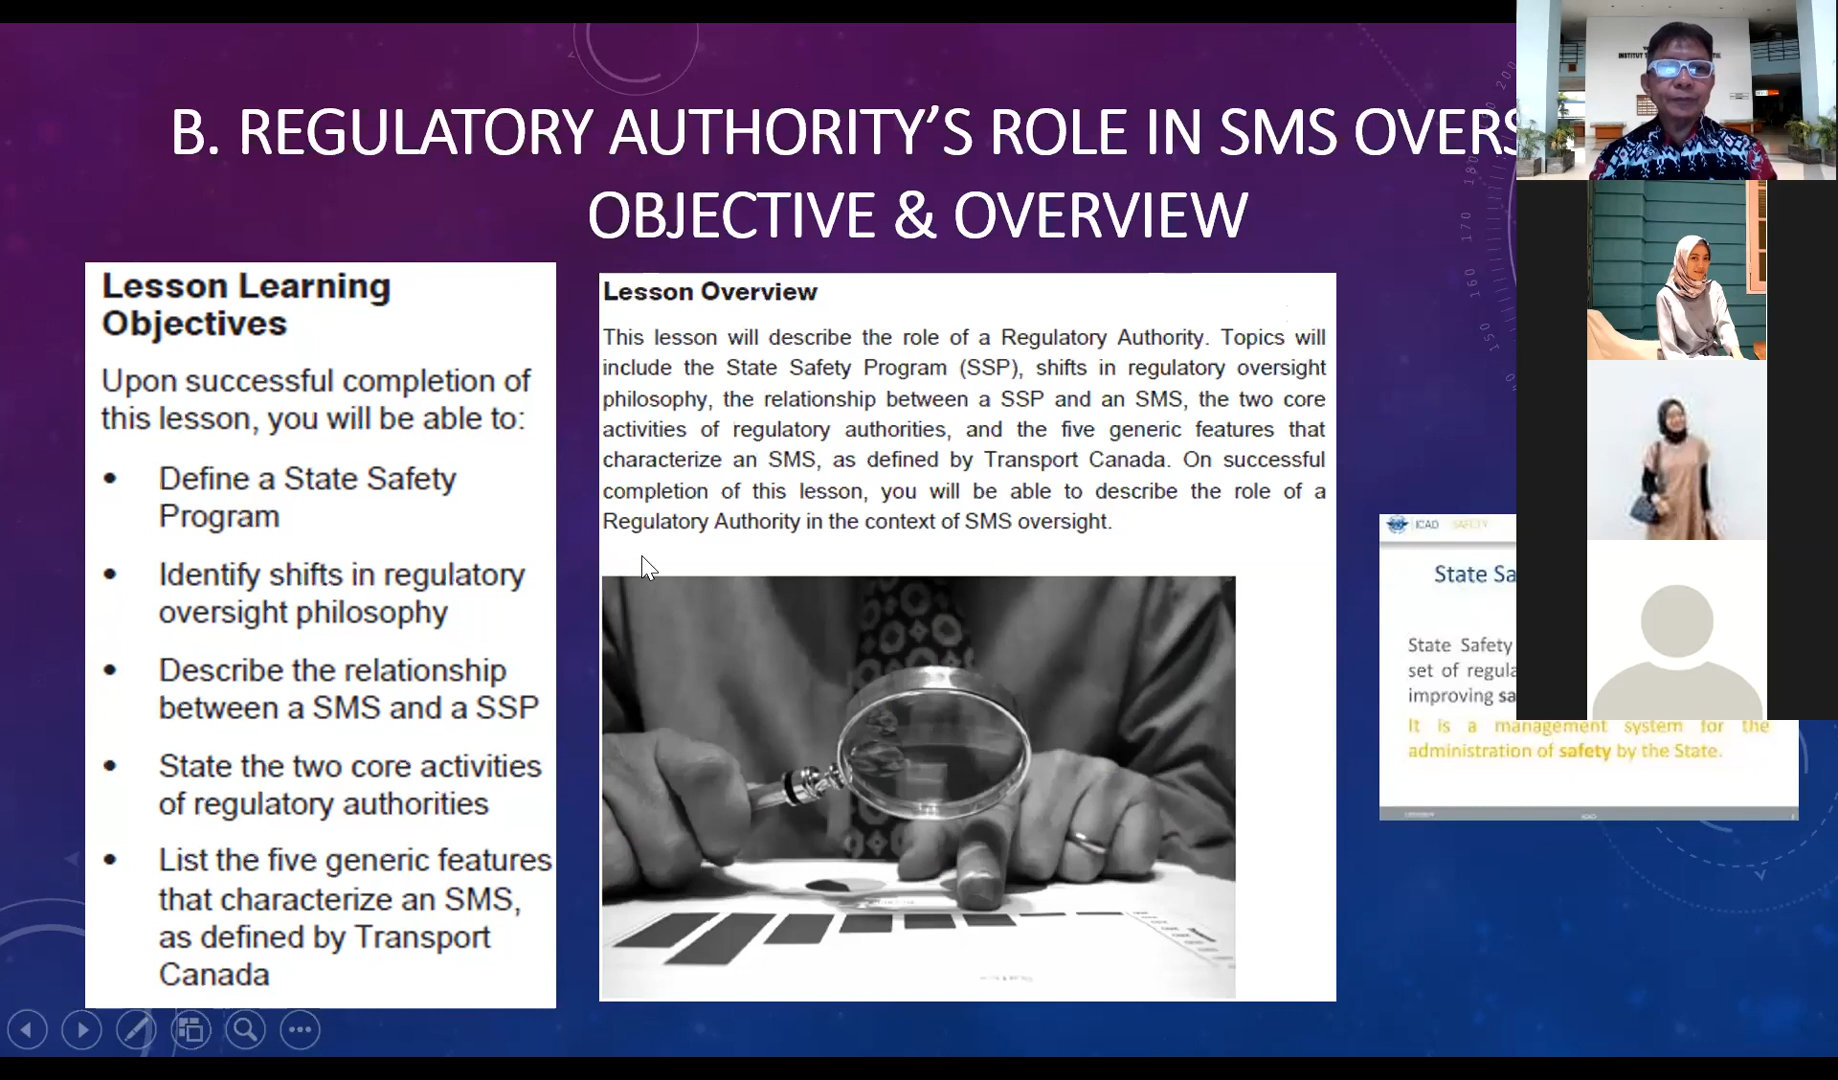 B. REGULATORY AUTHORITY’S ROLE IN SMS OVERS
OBJECTIVE & OVERVIEW
Lesson Learning
Objectives
Upon successful completion of
this lesson, you will be able to:
• Define a State Safety
Program
• Identify shifts in regulatory
oversight philosophy
• Describe the relationship
between a SMS and a SSP
• State the two core activities
of regulatory authorities
• List the five generic features
that characterize an SMS,
as defined by Transport
Canada
Lesson Overview
This lesson will describe the role of a Regulatory Authority. Topics will
include the State Safety Program (SSP), shifts in regulatory oversight
philosophy, the relationship between a SSP and an SMS, the two core
activities of regulatory authorities, and the five generic features that
characterize an SMS, as defined by Transport Canada. On successful
completion of this lesson, you will be able to describe the role of a
Regulatory Authority in the context of SMS oversight.
ICAO SAFETY
State Sa
State Safety
set of regula
improving sa
It is a management system for the
administration of safety by the State.
INSTITUT
200
180
170
160
150